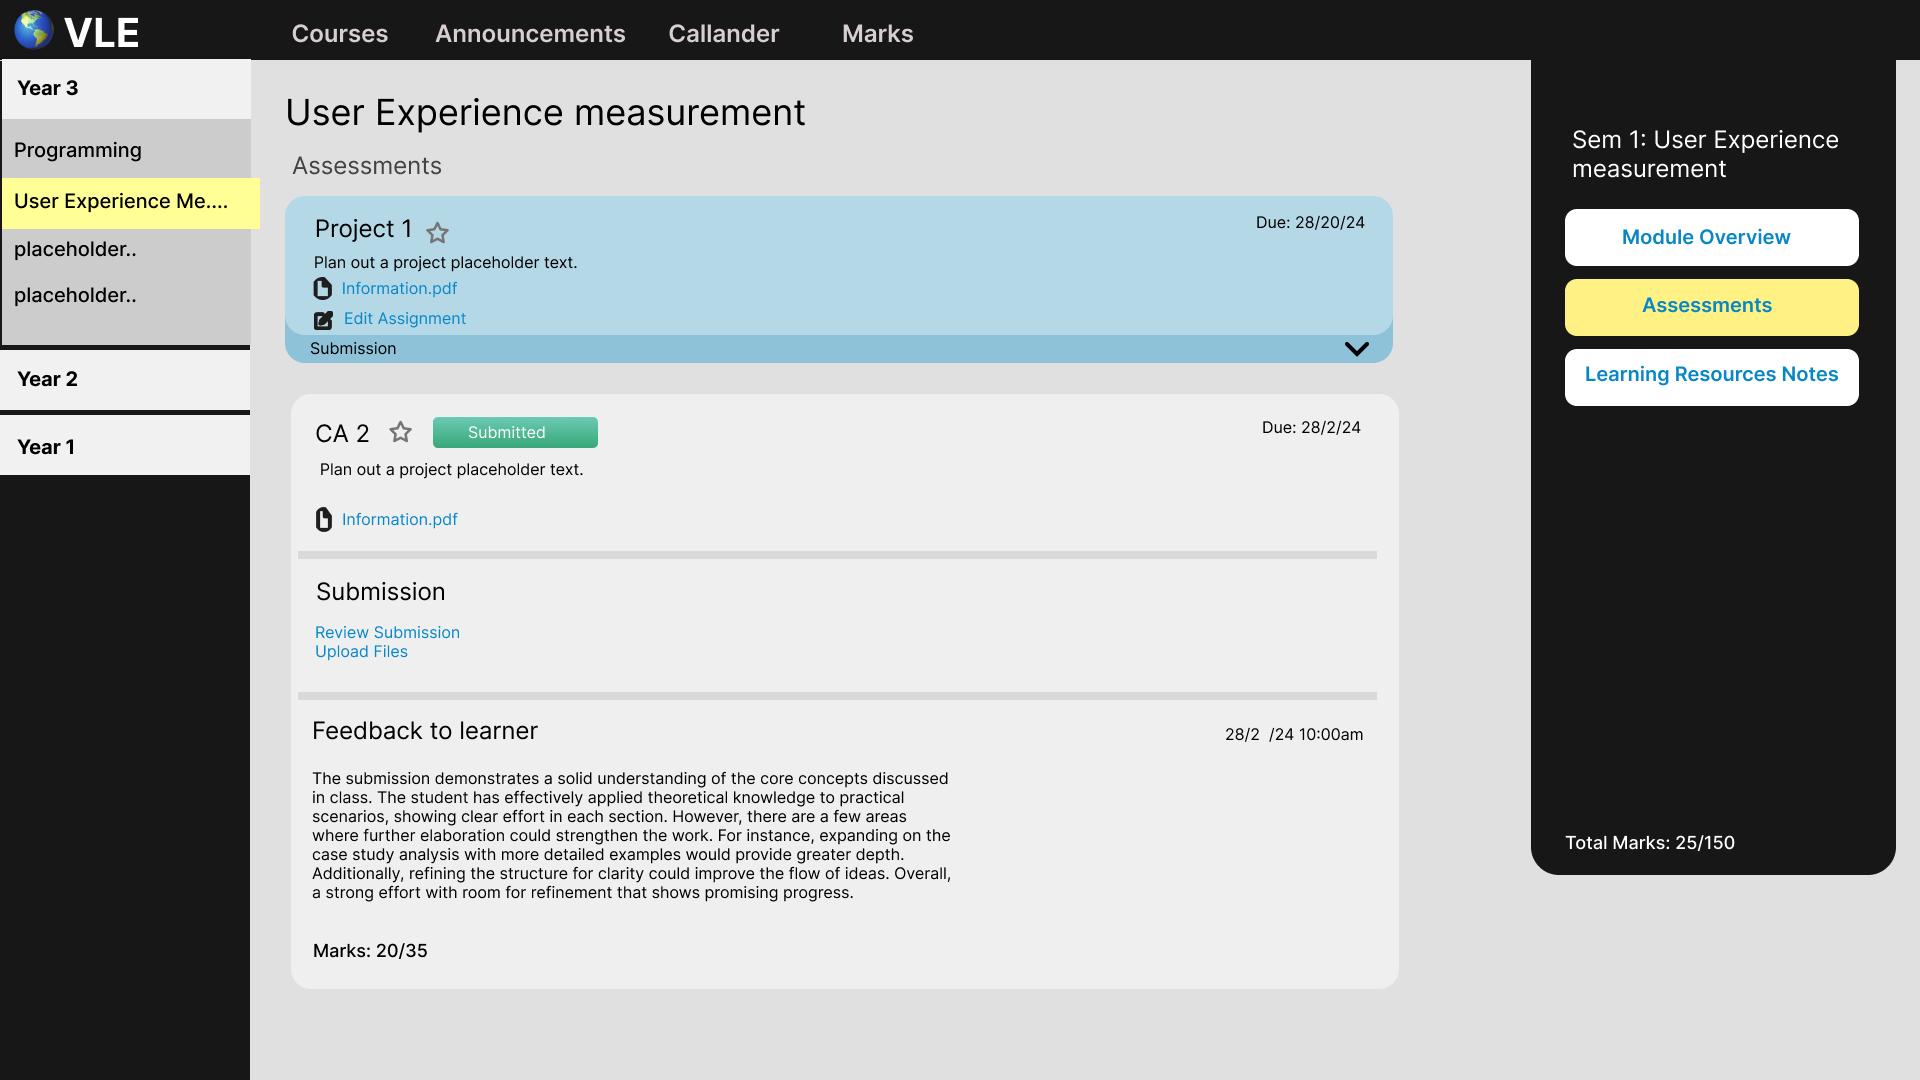 VLE
Courses
Announcements
Callander
Marks
Year 3
Programming
User Experience Me....
placeholder..
placeholder..
Year 2
Year 1
User Experience measurement
Assessments
Project 1
Due: 28/20/24
Plan out a project placeholder text.
Information.pdf
Edit Assignment
Submission
CA 2
Submitted
Due: 28/2/24
Plan out a project placeholder text.
Information.pdf
Submission
Review Submission
Upload Files
Feedback to learner
28/2 /24 10:00am
The submission demonstrates a solid understanding of the core concepts discussed
in class. The student has effectively applied theoretical knowledge to practical
scenarios, showing clear effort in each section. However, there are a few areas
where further elaboration could strengthen the work. For instance, expanding on the
case study analysis with more detailed examples would provide greater depth.
Additionally, refining the structure for clarity could improve the flow of ideas. Overall,
a strong effort with room for refinement that shows promising progress.
Marks: 20/35
Sem 1: User Experience
measurement
Module Overview
Assessments
Learning Resources Notes
Total Marks: 25/150